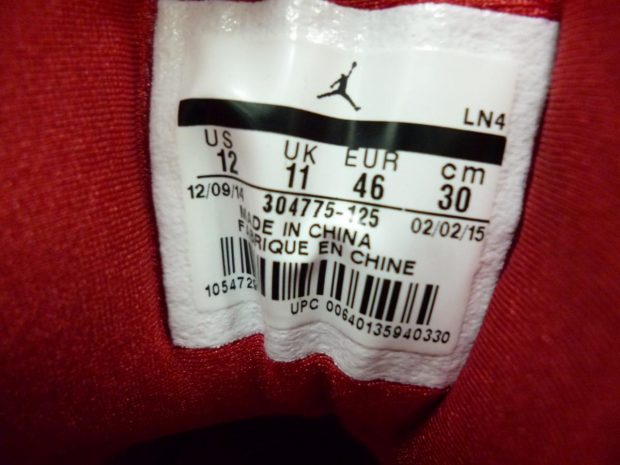 LN4
US UK EUR cm
12 11 46 30
12/09/14 304775-125 02/02/15
MADE IN CHINA
FABRIQUE EN CHINE
UPC 00640135940330